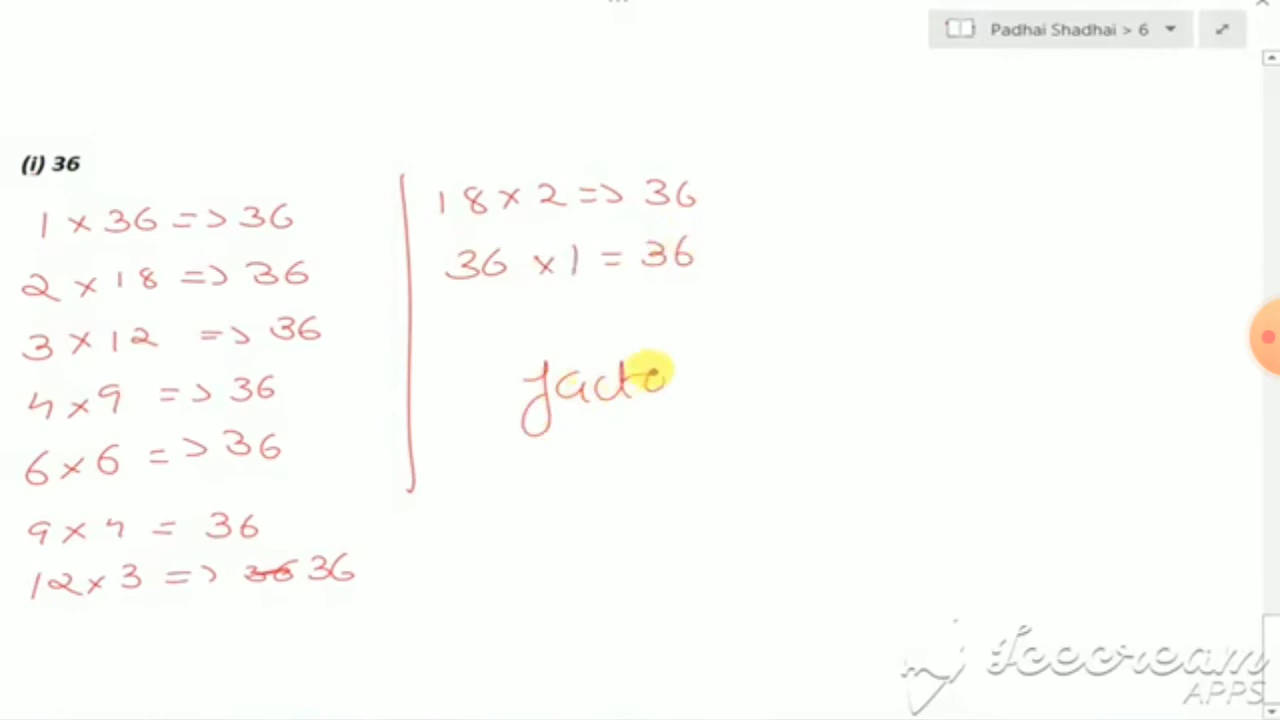 Padhai Shadhai > 6
(i) 36
1 × 36 => 36
2 × 18 => 36
3 × 12 => 36
4 × 9 => 36
6 × 6 => 36
9 × 4 = 36
12 × 3 => 36 36
18 × 2 => 36
36 × 1 = 36
facto
Icecream
APPS